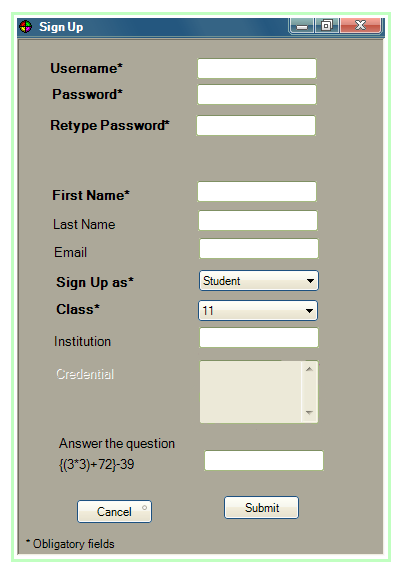 Sign Up
Username*
Password*
Retype Password*
First Name*
Last Name
Email
Sign Up as* Student
Class* 11
Institution
Credential
Answer the question
{(3*3)+72}-39
Cancel Submit
* Obligatory fields